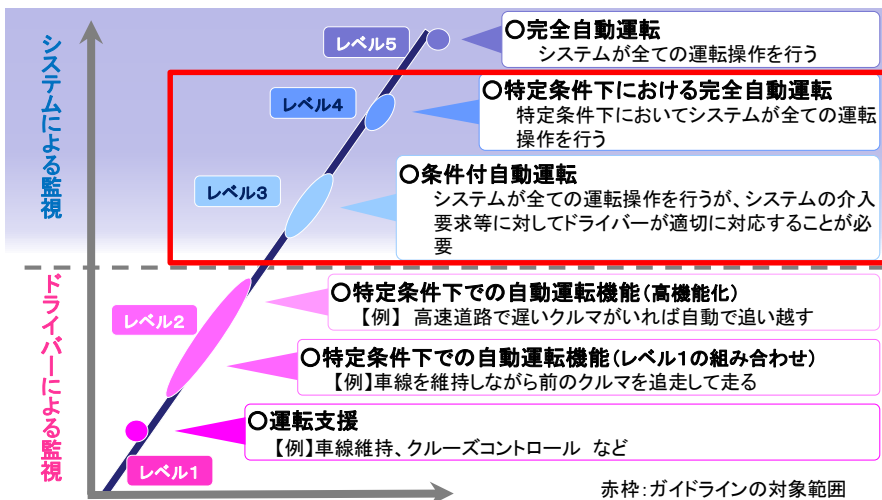 システムによる監視
ドライバーによる監視
レベル5
〇完全自動運転
システムが全ての運転操作を行う
レベル4
〇特定条件下における完全自動運転
特定条件下においてシステムが全ての運転
操作を行う
レベル3
〇条件付自動運転
システムが全ての運転操作を行うが、システムの介入
要求等に対してドライバーが適切に対応することが必
要
レベル2
〇特定条件下での自動運転機能(高機能化)
【例】 高速道路で遅いクルマがいれば自動で追い越す
〇特定条件下での自動運転機能(レベル1の組み合わせ)
【例】車線を維持しながら前のクルマを追走して走る
レベル1
〇運転支援
【例】車線維持、クルーズコントロール など
赤枠:ガイドラインの対象範囲